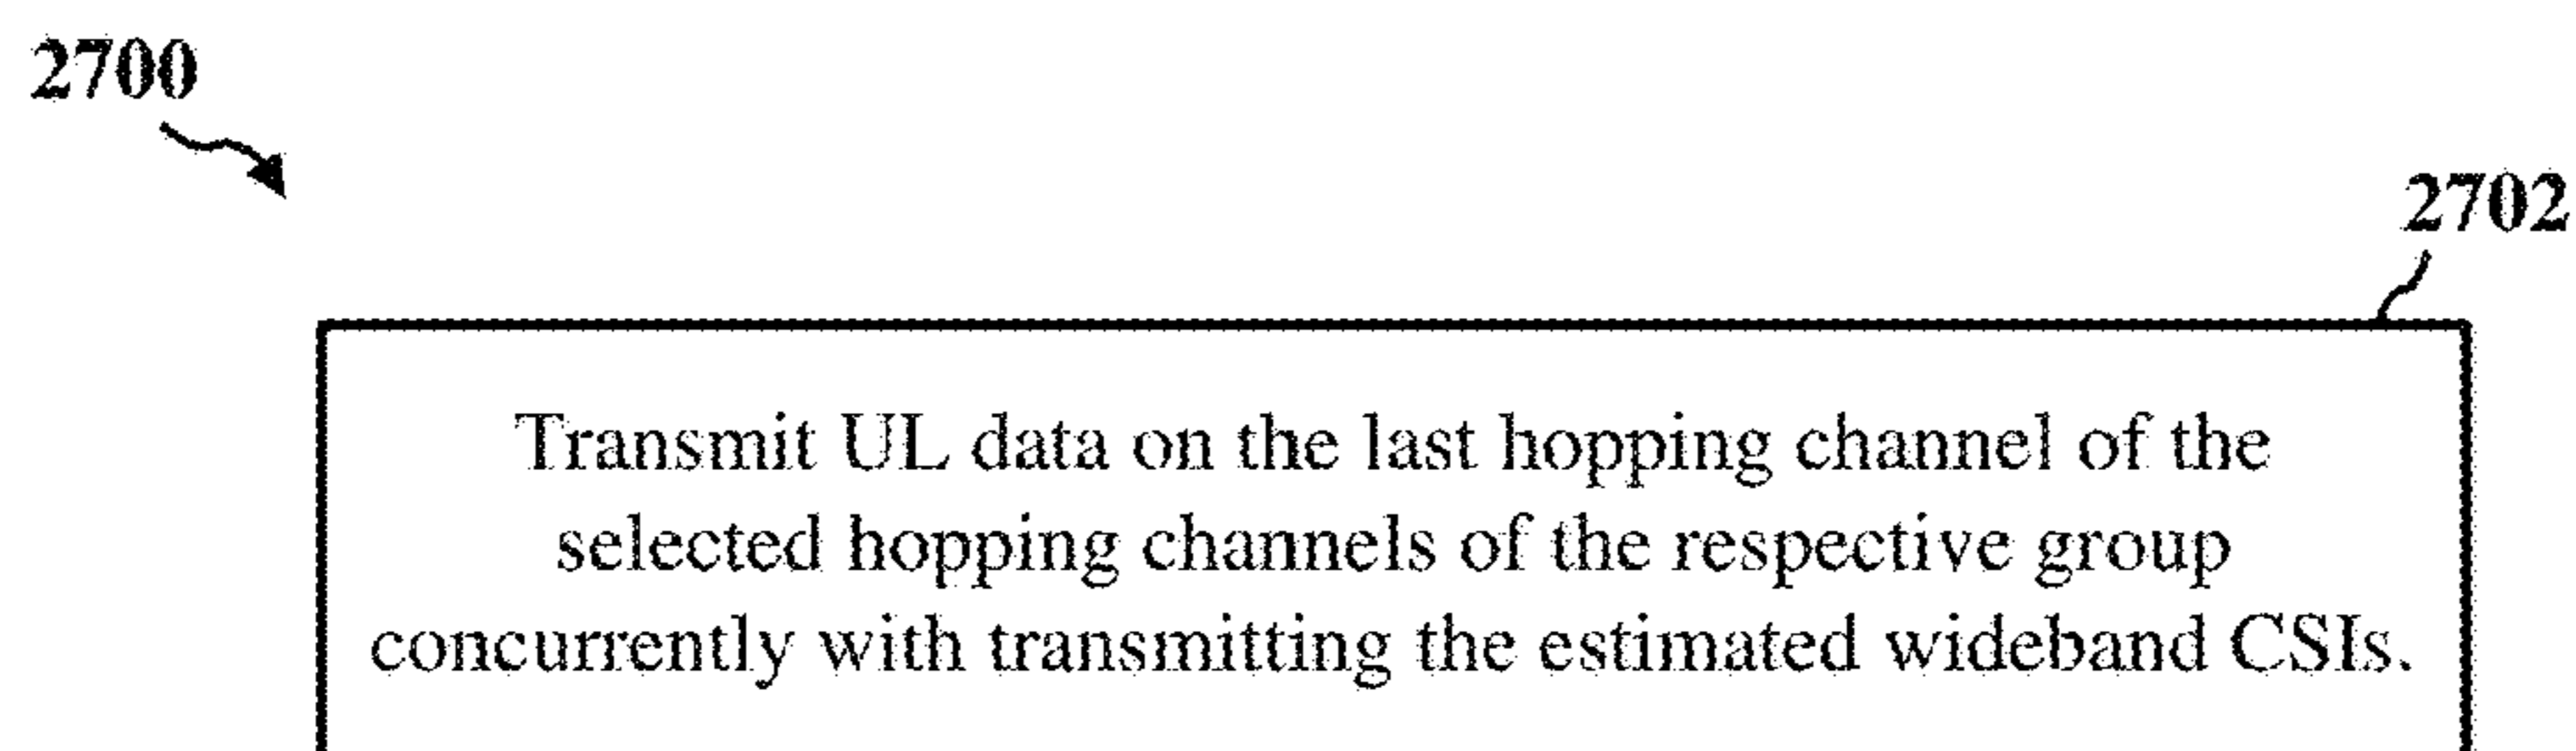 2700
2702
Transmit UL data on the last hopping channel of the
selected hopping channels of the respective group
concurrently with transmitting the estimated wideband CSIs.